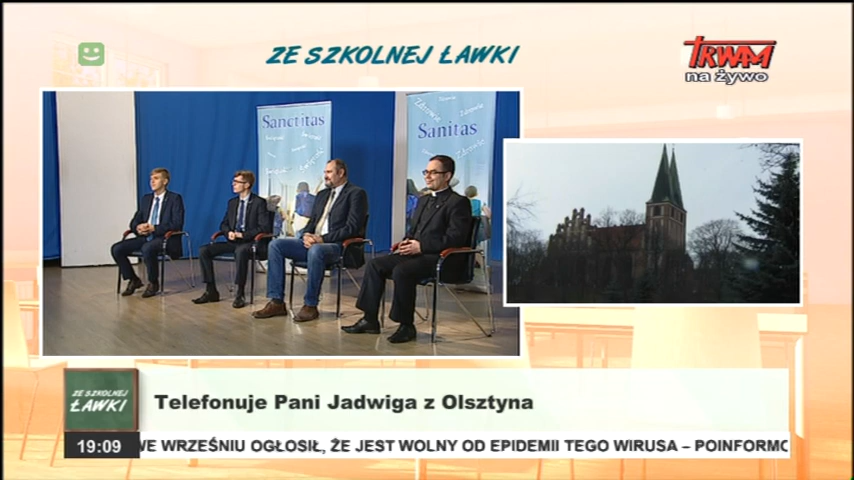 ZE SZKOLNEJ ŁAWKI
TRWAM
na żywo
Sanctitas
Sanitas
Zdrowie
ZE SZKOLNEJ
ŁAWKI
Telefonuje Pani Jadwiga z Olsztyna
19:09
WE WRZEŚNIU OGŁOSIŁ, ŻE JEST WOLNY OD EPIDEMII TEGO WIRUSA – POINFORMO